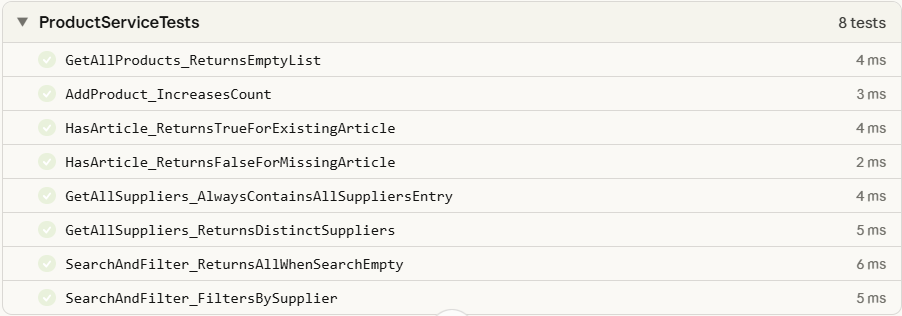 ProductServiceTests 8 tests
GetAllProducts_ReturnsEmptyList 4 ms
AddProduct_IncreasesCount 3 ms
HasArticle_ReturnsTrueForExistingArticle 4 ms
HasArticle_ReturnsFalseForMissingArticle 2 ms
GetAllSuppliers_AlwaysContainsAllSuppliersEntry 4 ms
GetAllSuppliers_ReturnsDistinctSuppliers 5 ms
SearchAndFilter_ReturnsAllWhenSearchEmpty 6 ms
SearchAndFilter_FiltersBySupplier 5 ms